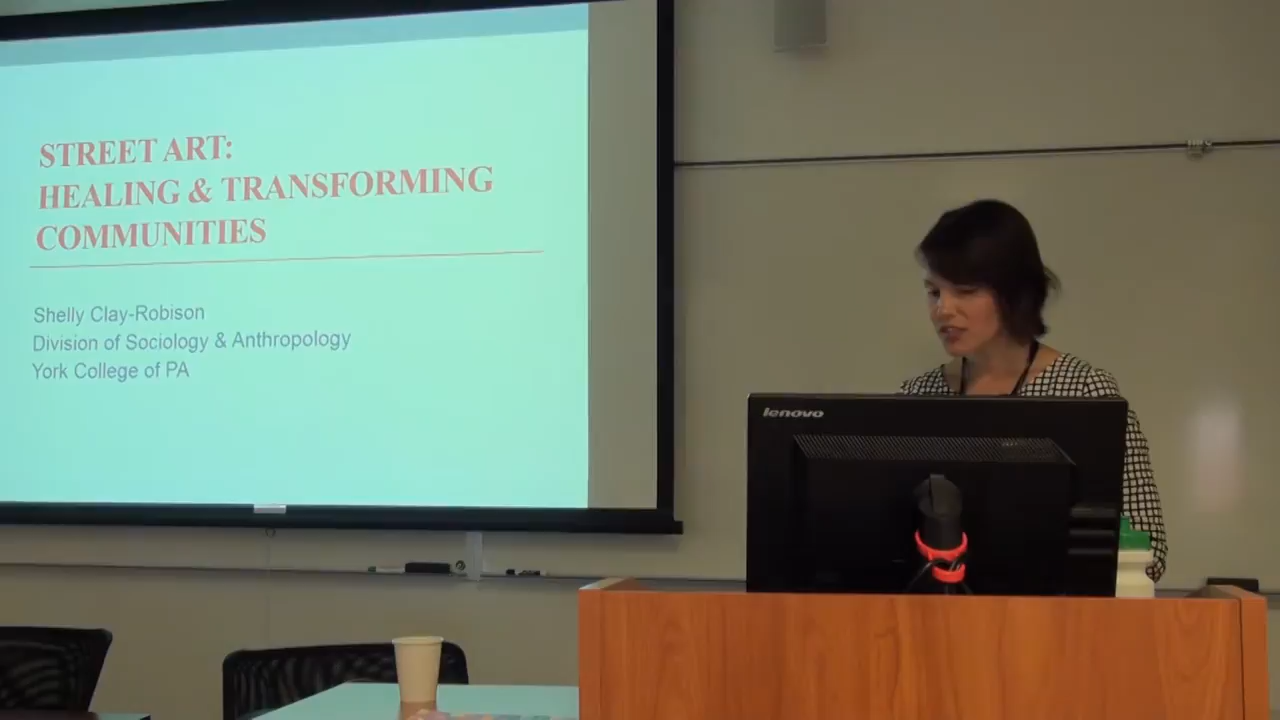 STREET ART:
HEALING & TRANSFORMING
COMMUNITIES
Shelly Clay-Robison
Division of Sociology & Anthropology
York College of PA
lenovo